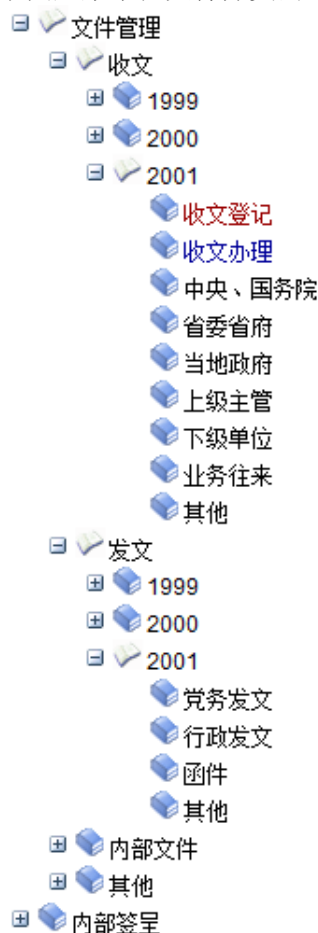 文件管理
收文
1999
2000
2001
收文登记
收文办理
中央、国务院
省委省府
当地政府
上级主管
下级单位
业务往来
其他
发文
1999
2000
2001
党务发文
行政发文
函件
其他
内部文件
其他
内部签呈